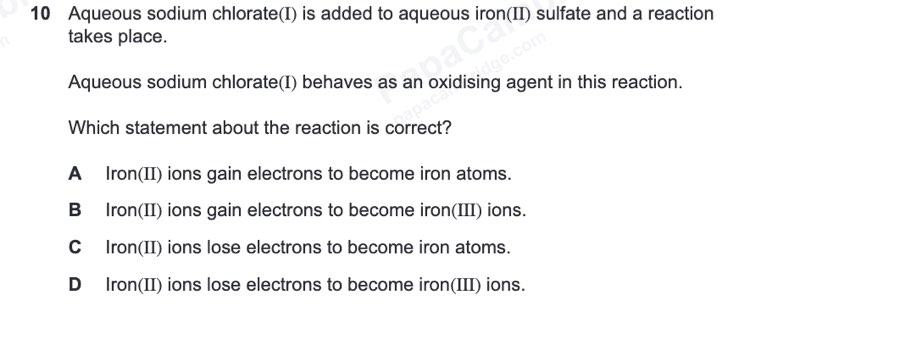 10 Aqueous sodium chlorate(I) is added to aqueous iron(II) sulfate and a reaction
takes place.
Aqueous sodium chlorate(I) behaves as an oxidising agent in this reaction.
Which statement about the reaction is correct?
A Iron(II) ions gain electrons to become iron atoms.
B Iron(II) ions gain electrons to become iron(III) ions.
C Iron(II) ions lose electrons to become iron atoms.
D Iron(II) ions lose electrons to become iron(III) ions.